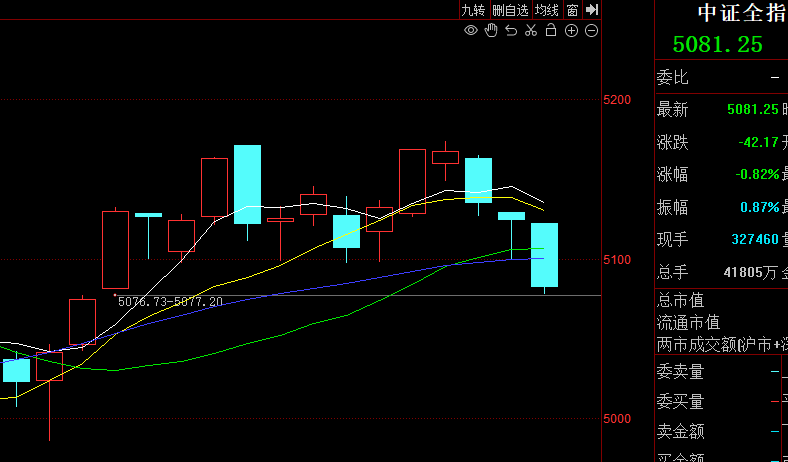 九转 删自选 均线 窗
5200
5100
5000
5076.73-5077.20
中证全指
5081.25
委比 —
最新 5081.25
涨跌 -42.17
涨幅 -0.82%
振幅 0.87%
现手 327460
总手 41805万
总市值
流通市值
两市成交额(沪市+深
委卖量 —
委买量 —
卖金额 —
买金额